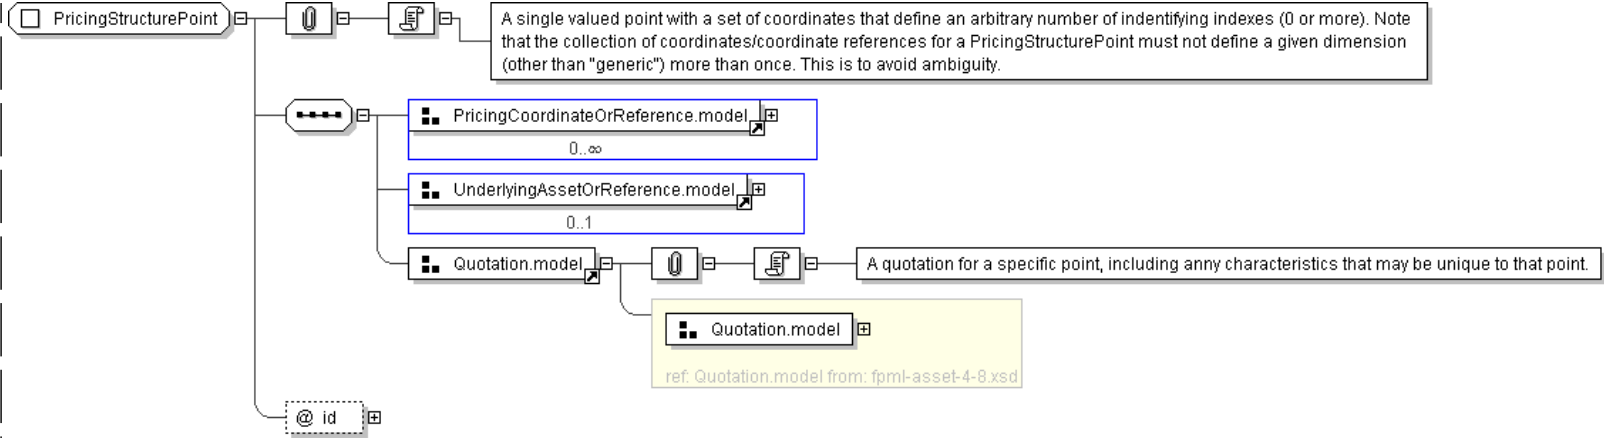 PricingStructurePoint
A single valued point with a set of coordinates that define an arbitrary number of indentifying indexes (0 or more). Note
that the collection of coordinates/coordinate references for a PricingStructurePoint must not define a given dimension
(other than "generic") more than once. This is to avoid ambiguity.
PricingCoordinateOrReference.model
0..∞
UnderlyingAssetOrReference.model
0..1
Quotation.model
A quotation for a specific point, including anny characteristics that may be unique to that point.
Quotation.model
ref: Quotation.model from: fpml-asset-4-8.xsd
@ id